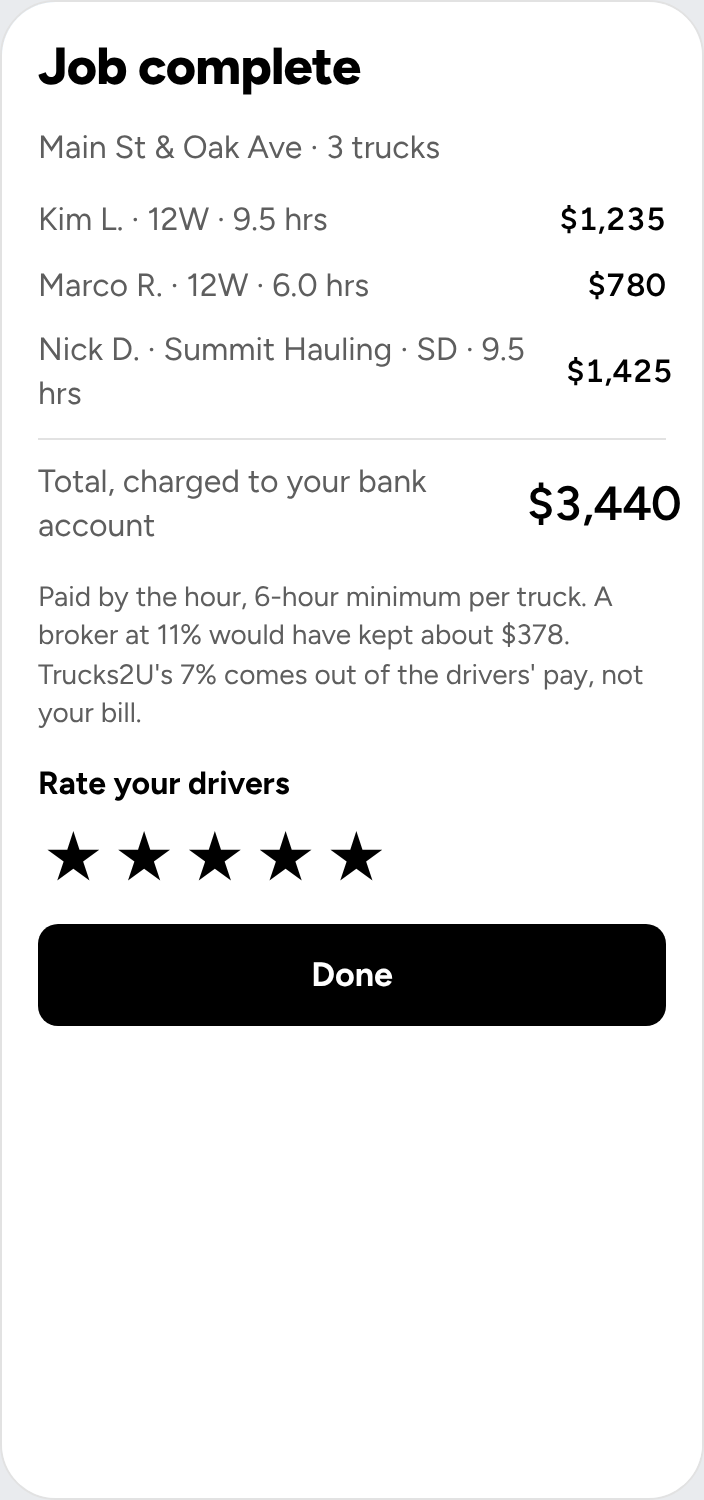 Job complete
Main St & Oak Ave · 3 trucks
Kim L. · 12W · 9.5 hrs $1,235
Marco R. · 12W · 6.0 hrs $780
Nick D. · Summit Hauling · SD · 9.5
hrs $1,425
Total, charged to your bank
account $3,440
Paid by the hour, 6-hour minimum per truck. A
broker at 11% would have kept about $378.
Trucks2U's 7% comes out of the drivers' pay, not
your bill.
Rate your drivers
★ ★ ★ ★ ★
Done